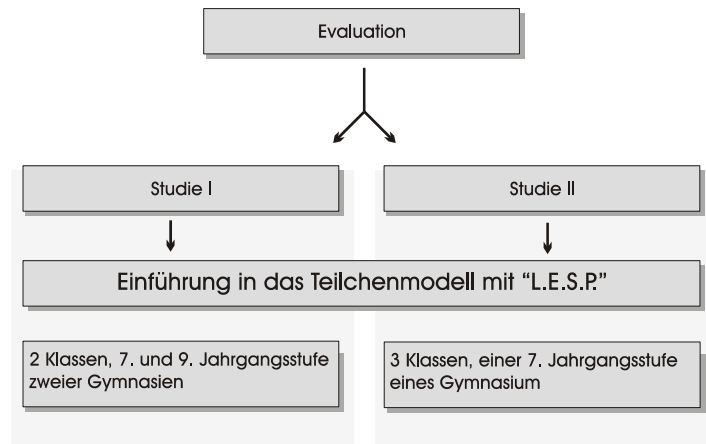 Evaluation
Studie I
Studie II
Einführung in das Teilchenmodell mit “L.E.S.P.”
2 Klassen, 7. und 9. Jahrgangsstufe
zweier Gymnasien
3 Klassen, einer 7. Jahrgangsstufe
eines Gymnasium